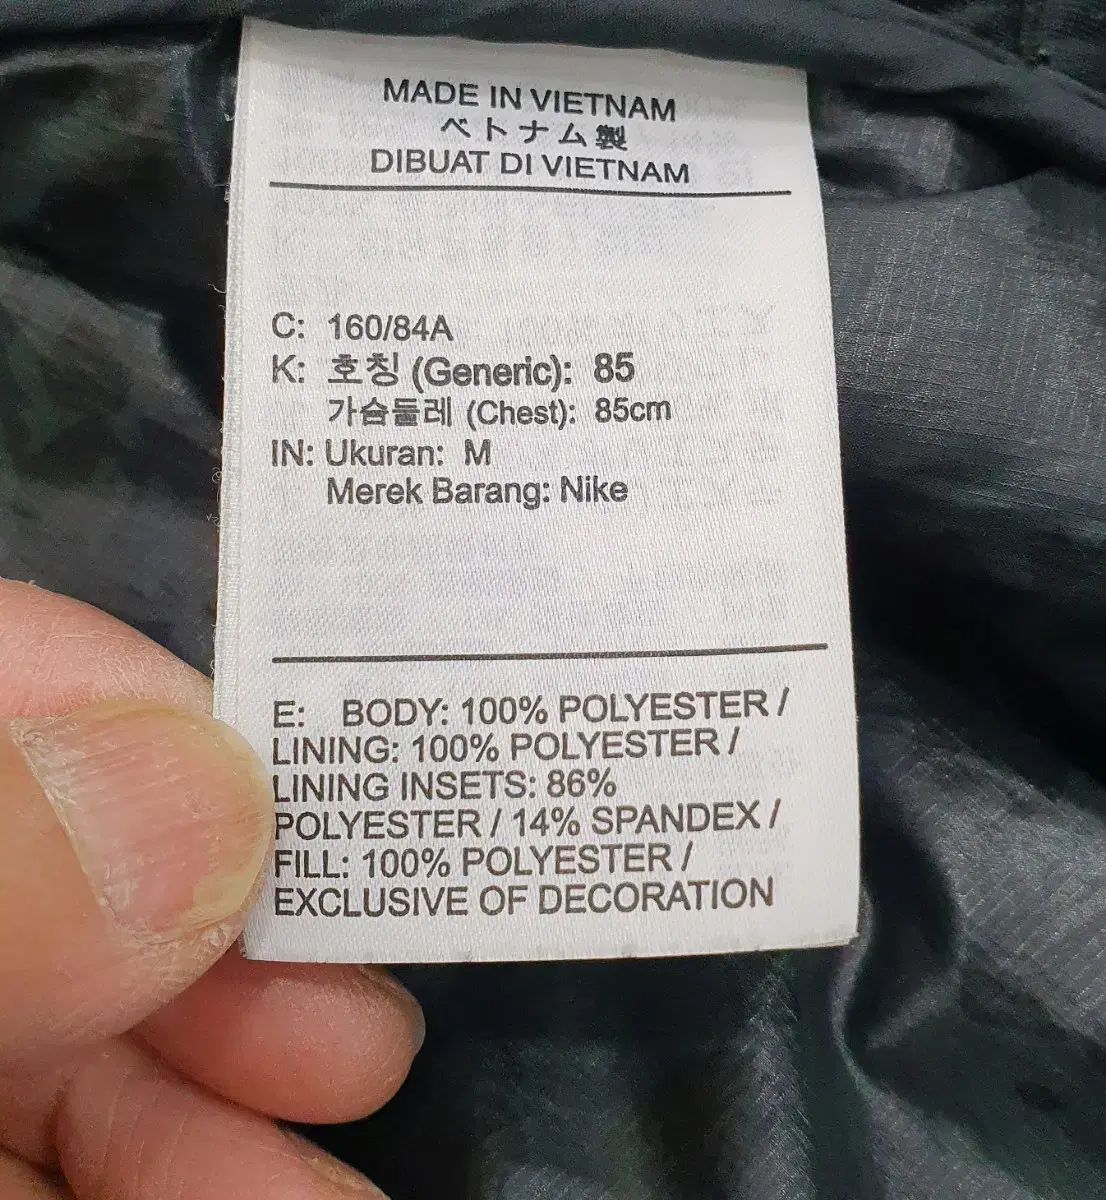 MADE IN VIETNAM
ベトナム製
DIBUAT DI VIETNAM
C: 160/84A
K: 호칭 (Generic): 85
가슴둘레 (Chest): 85cm
IN: Ukuran: M
Merek Barang: Nike
E: BODY: 100% POLYESTER /
LINING: 100% POLYESTER /
LINING INSETS: 86%
POLYESTER / 14% SPANDEX /
FILL: 100% POLYESTER /
EXCLUSIVE OF DECORATION